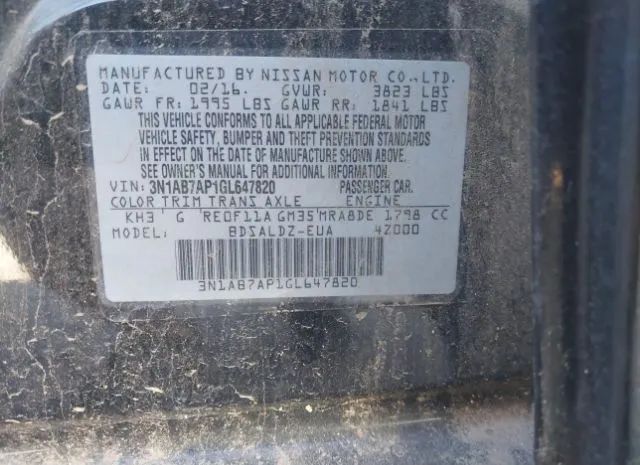 MANUFACTURED BY NISSAN MOTOR CO.,LTD.
DATE: 02/16. GVWR: 3823 LBS
GAWR FR: 1995 LBS GAWR RR: 1841 LBS
THIS VEHICLE CONFORMS TO ALL APPLICABLE FEDERAL MOTOR
VEHICLE SAFETY, BUMPER AND THEFT PREVENTION STANDARDS
IN EFFECT ON THE DATE OF MANUFACTURE SHOWN ABOVE.
SEE OWNER'S MANUAL FOR ADDITIONAL INFORMATION.
VIN: 3N1AB7AP1GL647820 PASSENGER CAR.
COLOR TRIM TRANS AXLE ENGINE
KH3 G RE0F11A GM35 MRA8DE 1798 CC
MODEL: BDSALDZ-EUA 4Z000
3N1AB7AP1GL647820